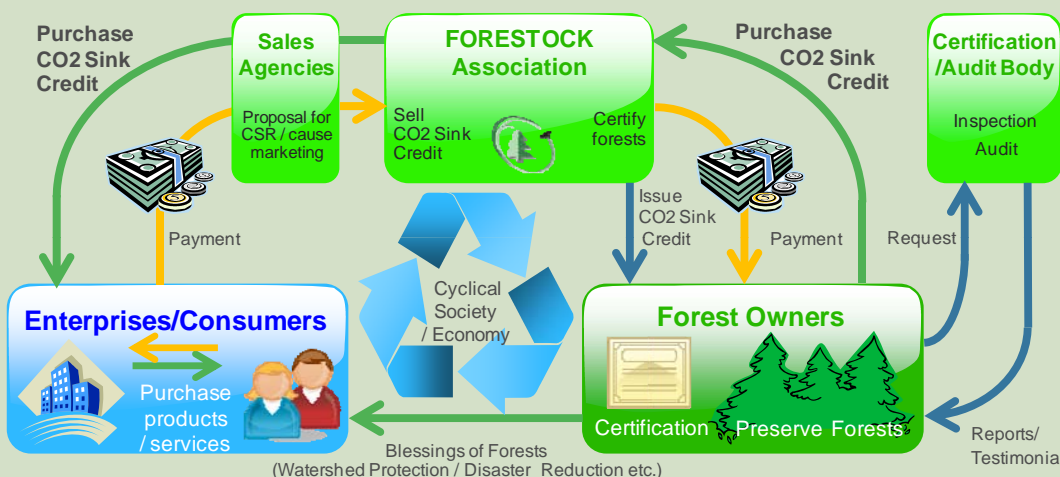 Purchase
CO2 Sink
Credit
Sales
Agencies
Proposal for
CSR / cause
marketing
FORESTOCK
Association
Sell
CO2 Sink
Credit
Certify
forests
Purchase
CO2 Sink
Credit
Certification
/Audit Body
Inspection
Audit
Payment
Issue
CO2 Sink
Credit
Payment
Request
Cyclical
Society
/ Economy
Enterprises/Consumers
Purchase
products
/ services
Forest Owners
Certification
Preserve Forests
Blessings of Forests
(Watershed Protection / Disaster Reduction etc.)
Reports/
Testimonia